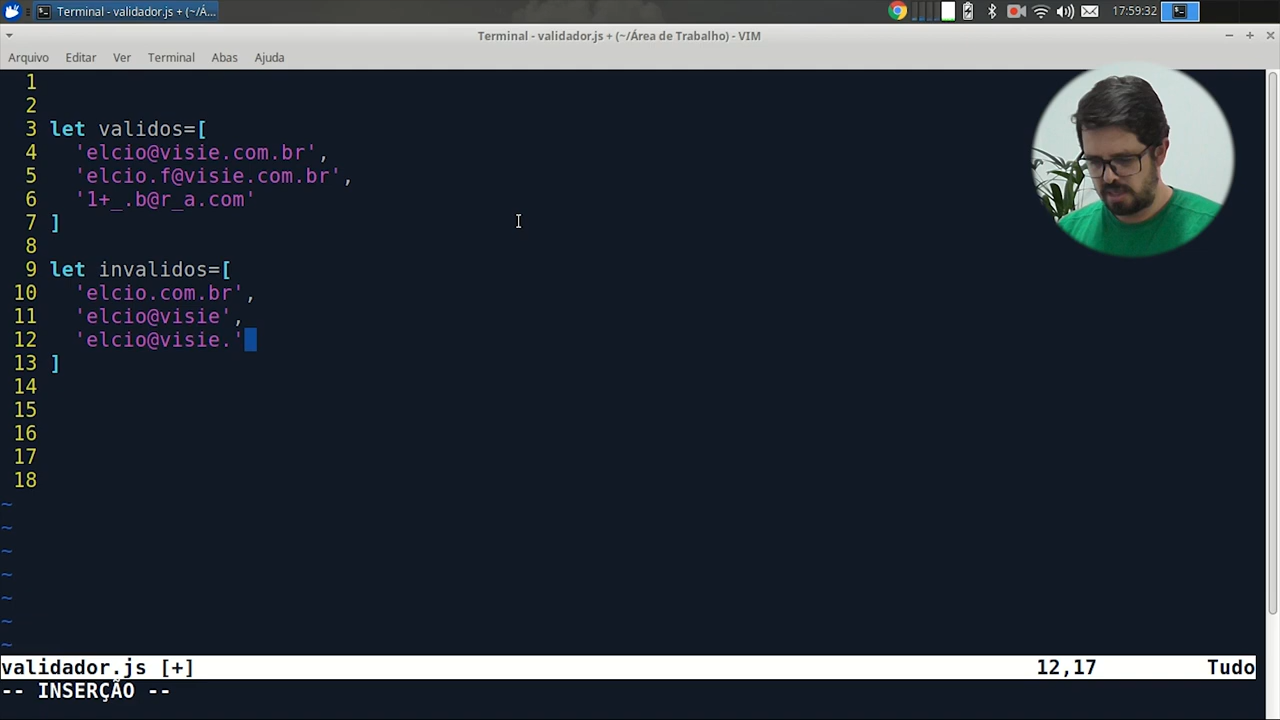 Terminal - validador.js + (~/Á...
17:59:32
Terminal - validador.js + (~/Área de Trabalho) - VIM
Arquivo Editar Ver Terminal Abas Ajuda
1
2
3 let validos=[
4 'elcio@visie.com.br',
5 'elcio.f@visie.com.br',
6 '1+_.b@r_a.com'
7 ]
8
9 let invalidos=[
10 'elcio.com.br',
11 'elcio@visie',
12 'elcio@visie.'
13 ]
14
15
16
17
18
~
~
~
~
~
~
~
validador.js [+] 12,17 Tudo
-- INSERÇÃO --